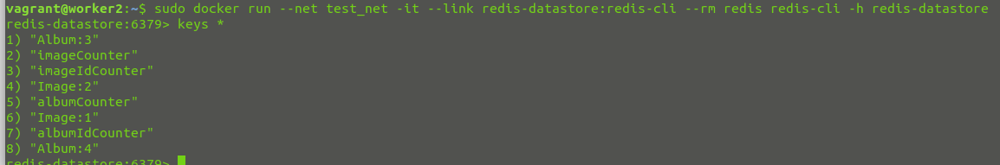 vagrant@worker2:~$ sudo docker run --net test_net -it --link redis-datastore:redis-cli --rm redis redis-cli -h redis-datastore
redis-datastore:6379> keys *
1) "Album:3"
2) "imageCounter"
3) "imageIdCounter"
4) "Image:2"
5) "albumCounter"
6) "Image:1"
7) "albumIdCounter"
8) "Album:4"
redis-datastore:6379>